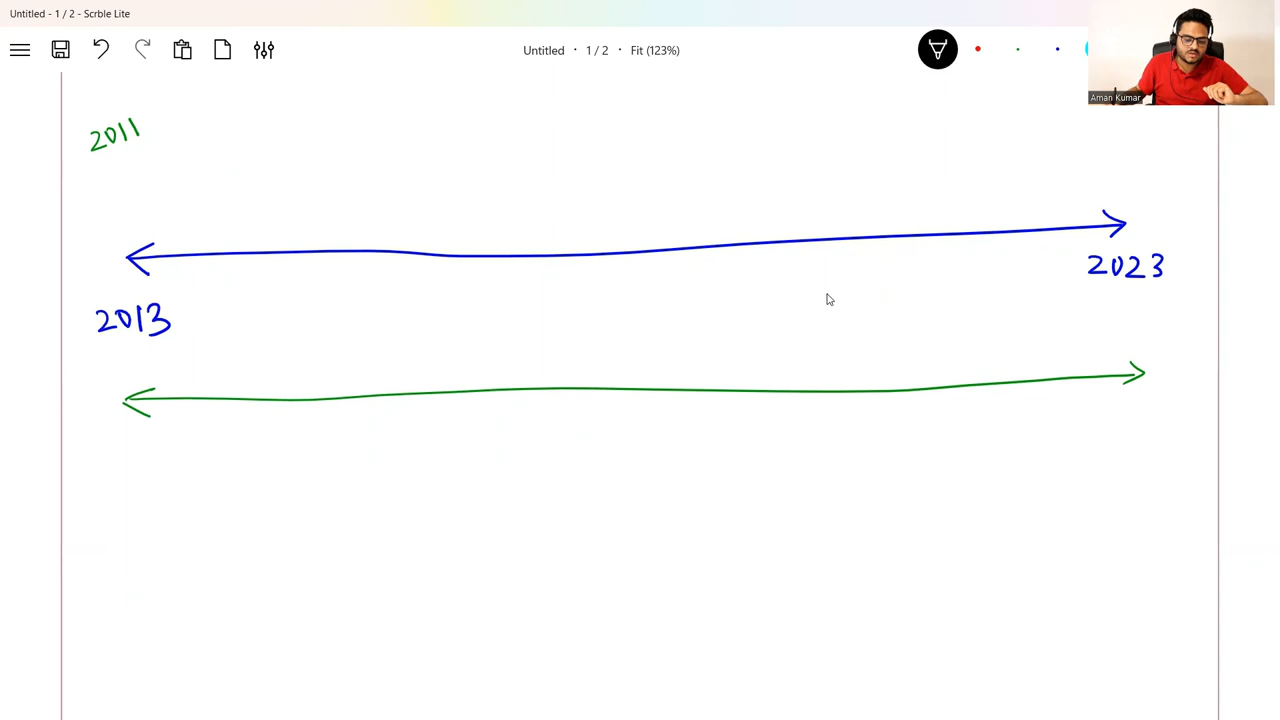 Untitled - 1 / 2 - Scrble Lite
Untitled • 1 / 2 • Fit (123%)
Aman Kumar
2011
2023
2013